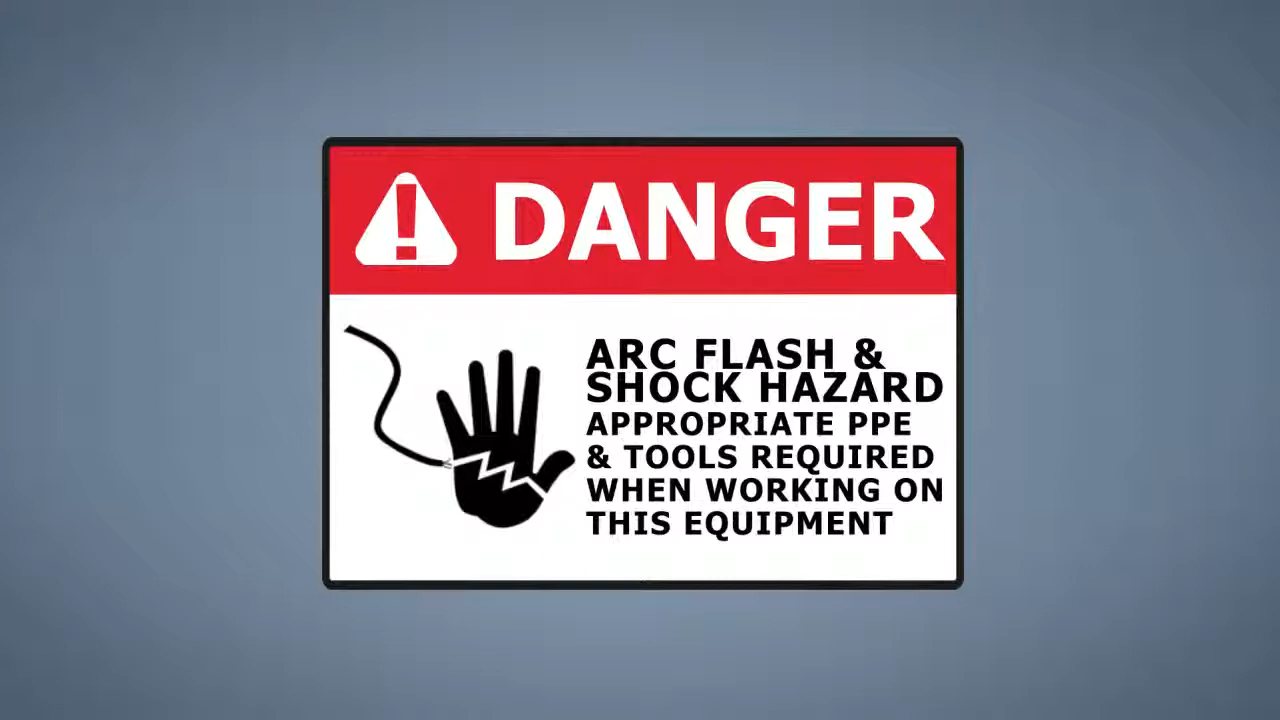 DANGER
ARC FLASH &
SHOCK HAZARD
APPROPRIATE PPE
& TOOLS REQUIRED
WHEN WORKING ON
THIS EQUIPMENT